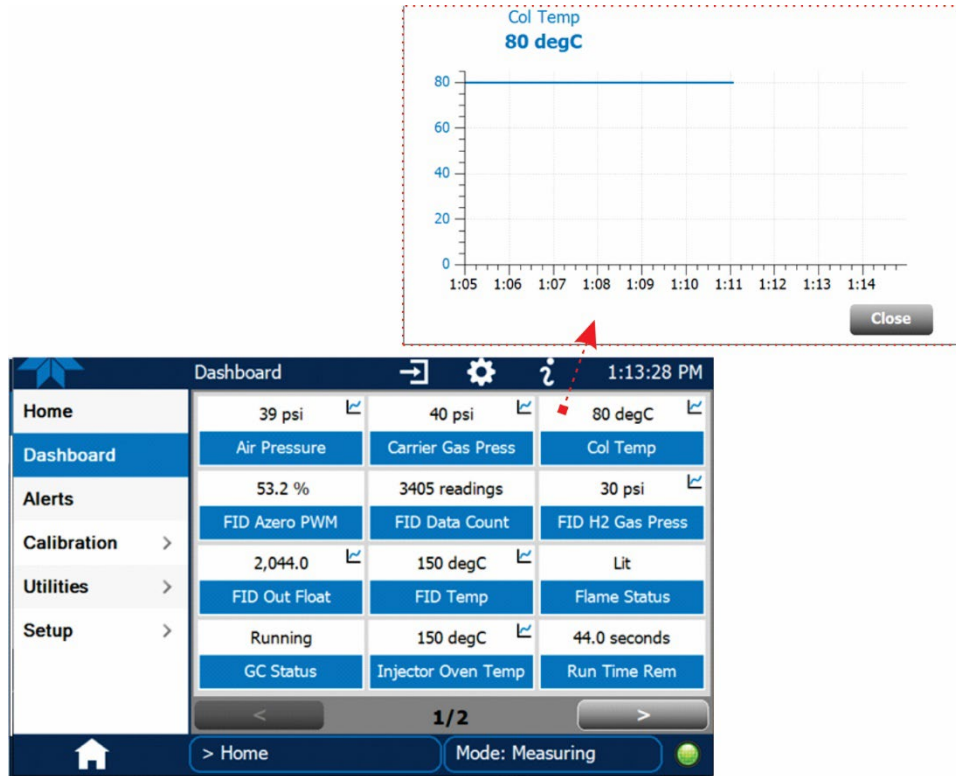 Col Temp
80 degC
80
60
40
20
0
1:05 1:06 1:07 1:08 1:09 1:10 1:11 1:12 1:13 1:14
Close
Dashboard 1:13:28 PM
Home
Dashboard
Alerts
Calibration >
Utilities >
Setup >
39 psi 40 psi 80 degC
Air Pressure Carrier Gas Press Col Temp
53.2 % 3405 readings 30 psi
FID Azero PWM FID Data Count FID H2 Gas Press
2,044.0 150 degC Lit
FID Out Float FID Temp Flame Status
Running 150 degC 44.0 seconds
GC Status Injector Oven Temp Run Time Rem
< 1/2 >
> Home Mode: Measuring